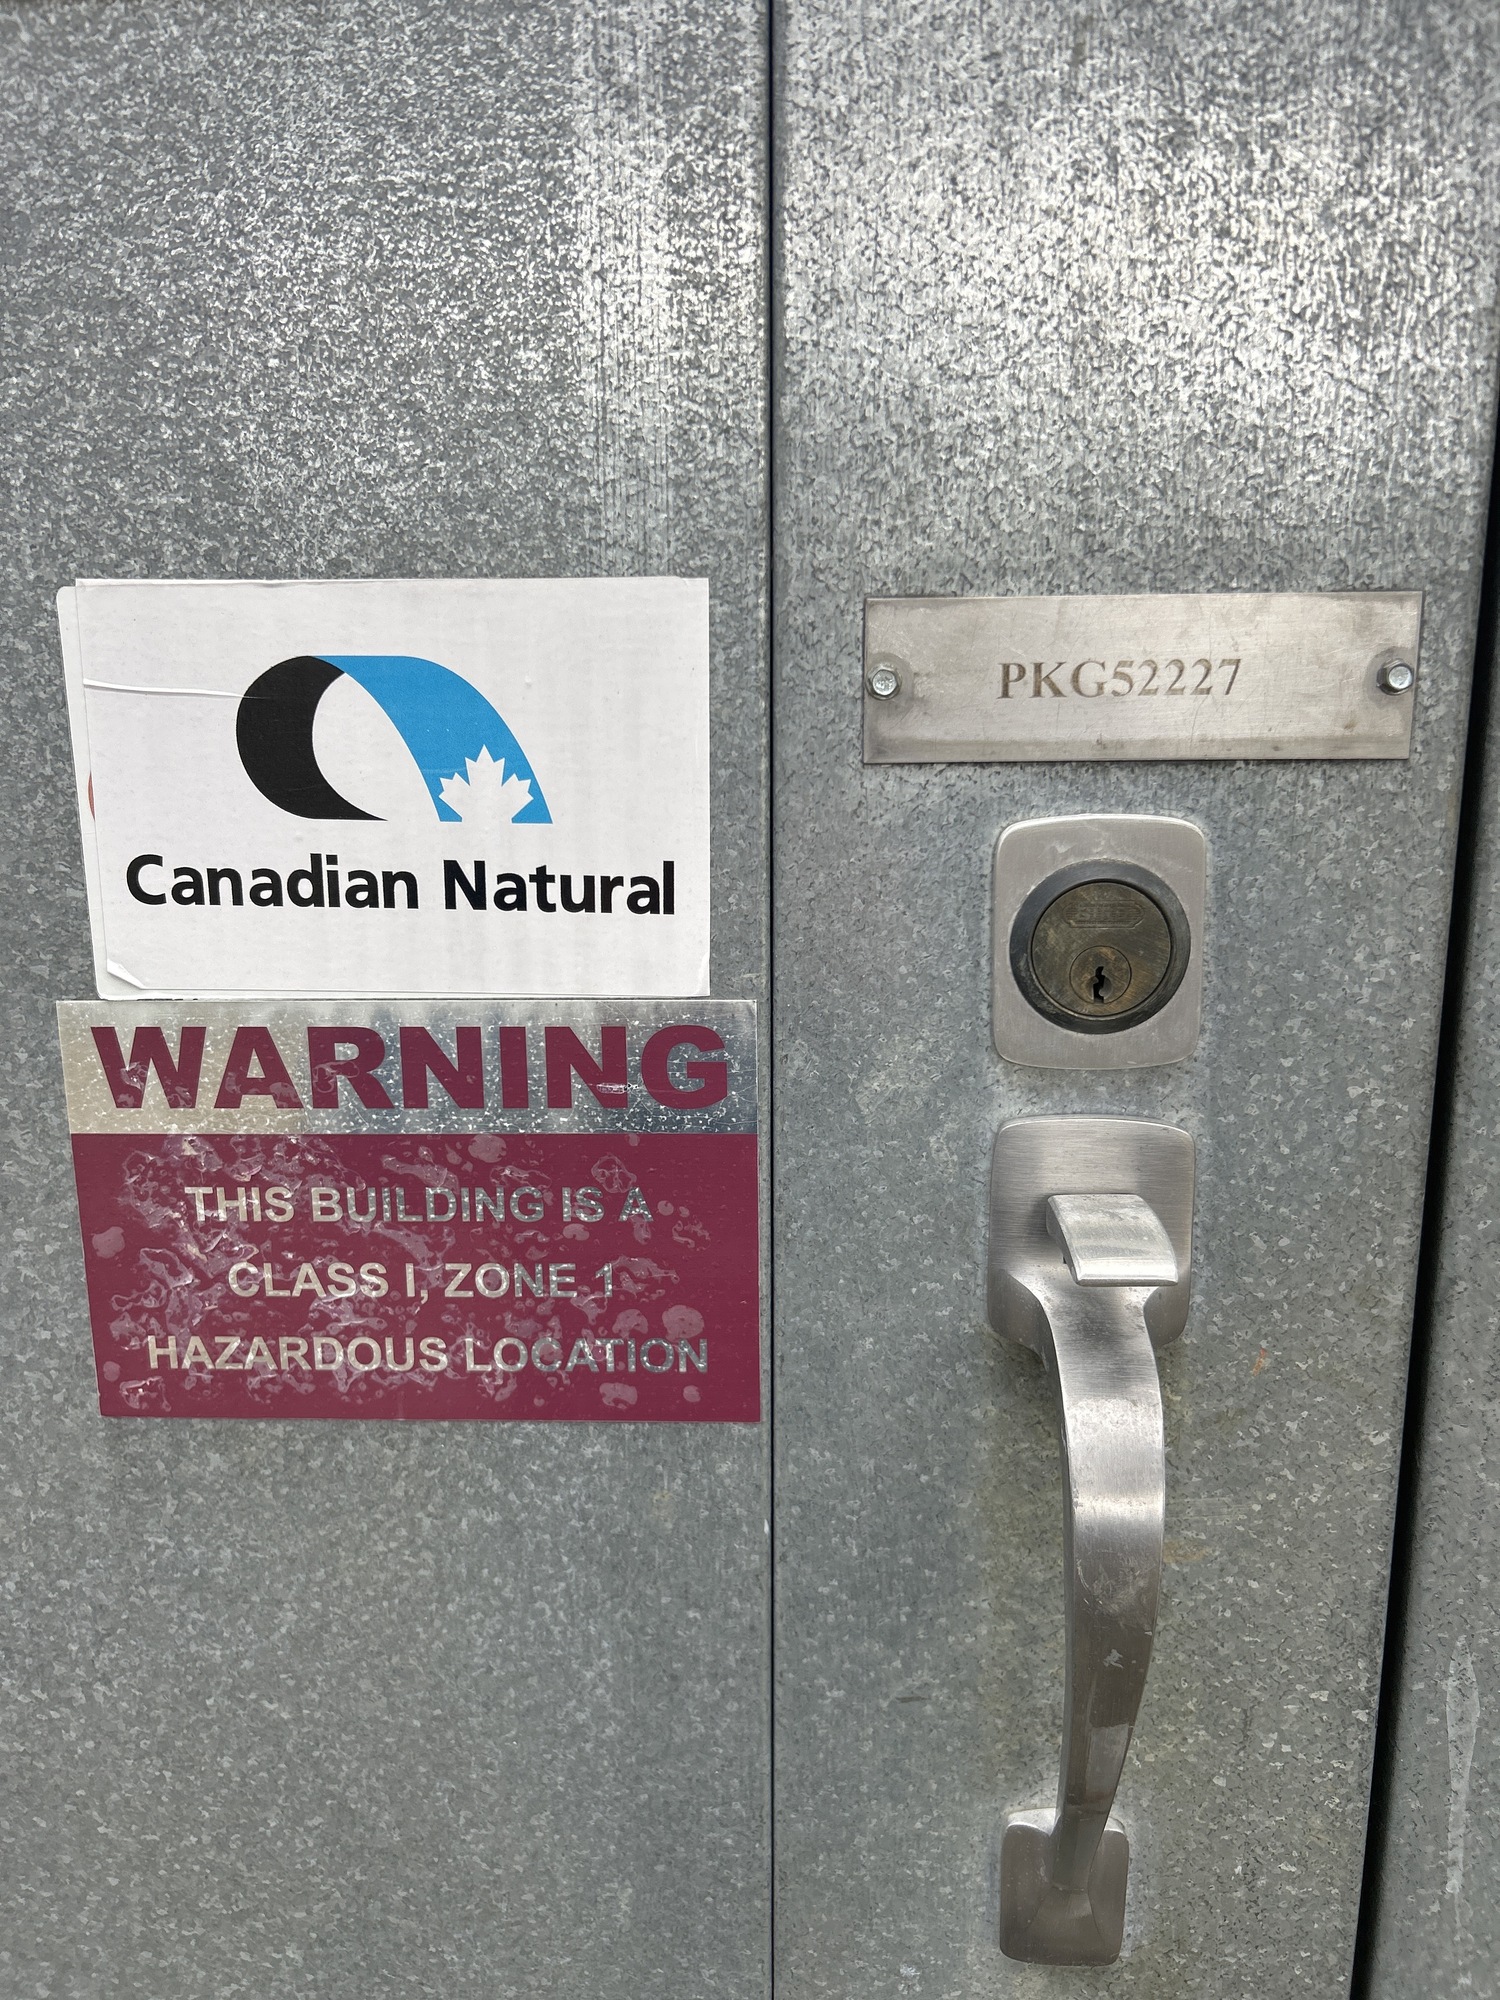 Canadian Natural
PKG52227
WARNING
THIS BUILDING IS A
CLASS I, ZONE 1
HAZARDOUS LOCATION